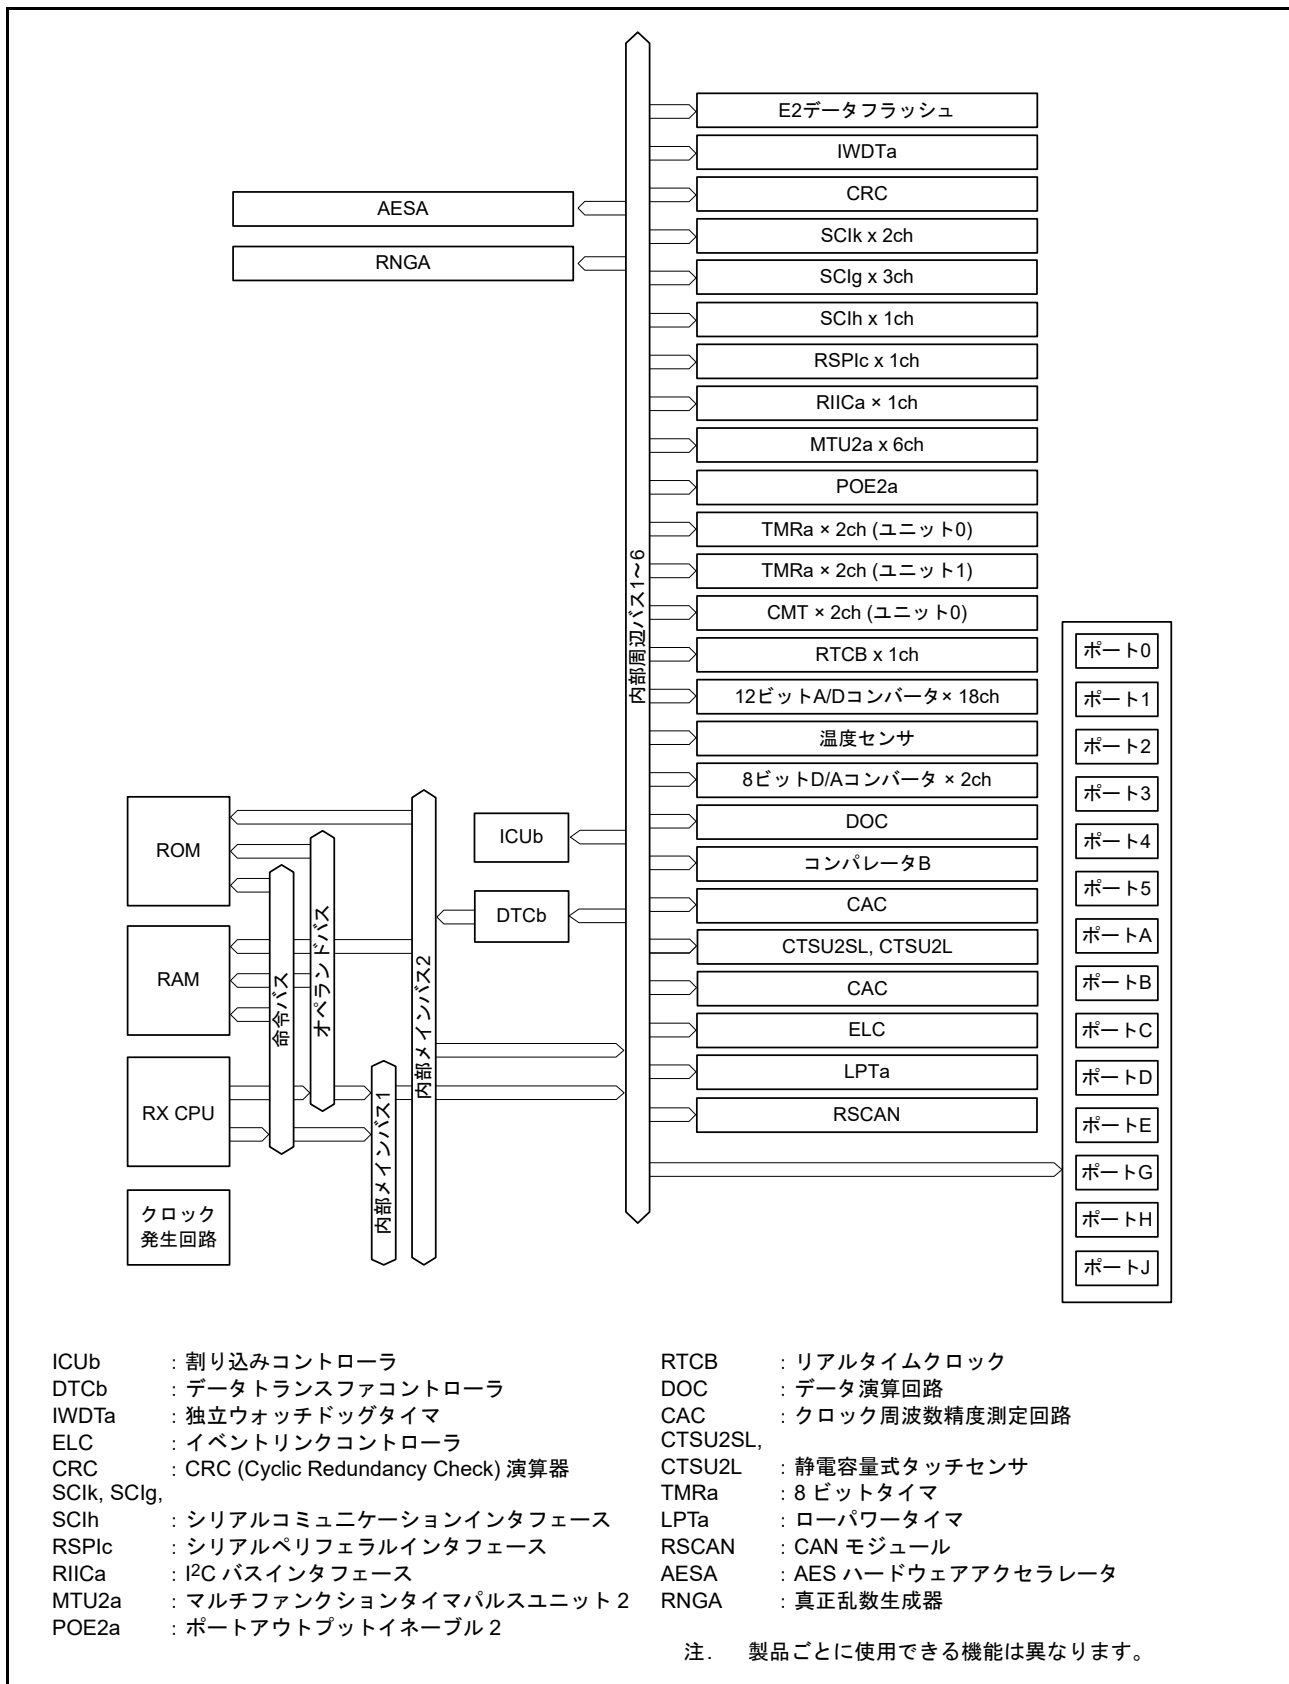 E2データフラッシュ
IWDTa
CRC
SCIk x 2ch
SCIg x 3ch
SCIh x 1ch
RSPIc x 1ch
RIICa × 1ch
MTU2a x 6ch
POE2a
TMRa × 2ch (ユニット0)
TMRa × 2ch (ユニット1)
CMT × 2ch (ユニット0)
RTCB x 1ch
12ビットA/Dコンバータ× 18ch
温度センサ
8ビットD/Aコンバータ × 2ch
DOC
コンパレータB
CAC
CTSU2SL, CTSU2L
CAC
ELC
LPTa
RSCAN
AESA
RNGA
内部周辺バス1～6
ICUb
DTCb
ROM
RAM
RX CPU
クロック
発生回路
命令バス
オペランドバス
内部メインバス1
内部メインバス2
ポート0
ポート1
ポート2
ポート3
ポート4
ポート5
ポートA
ポートB
ポートC
ポートD
ポートE
ポートG
ポートH
ポートJ
ICUb : 割り込みコントローラ
DTCb : データトランスファコントローラ
IWDTa : 独立ウォッチドッグタイマ
ELC : イベントリンクコントローラ
CRC : CRC (Cyclic Redundancy Check) 演算器
SCIk, SCIg,
SCIh : シリアルコミュニケーションインタフェース
RSPIc : シリアルペリフェラルインタフェース
RIICa : I²C バスインタフェース
MTU2a : マルチファンクションタイマパルスユニット 2
POE2a : ポートアウトプットイネーブル 2
RTCB : リアルタイムクロック
DOC : データ演算回路
CAC : クロック周波数精度測定回路
CTSU2SL,
CTSU2L : 静電容量式タッチセンサ
TMRa : 8 ビットタイマ
LPTa : ローパワータイマ
RSCAN : CAN モジュール
AESA : AES ハードウェアアクセラレータ
RNGA : 真正乱数生成器
注. 製品ごとに使用できる機能は異なります。